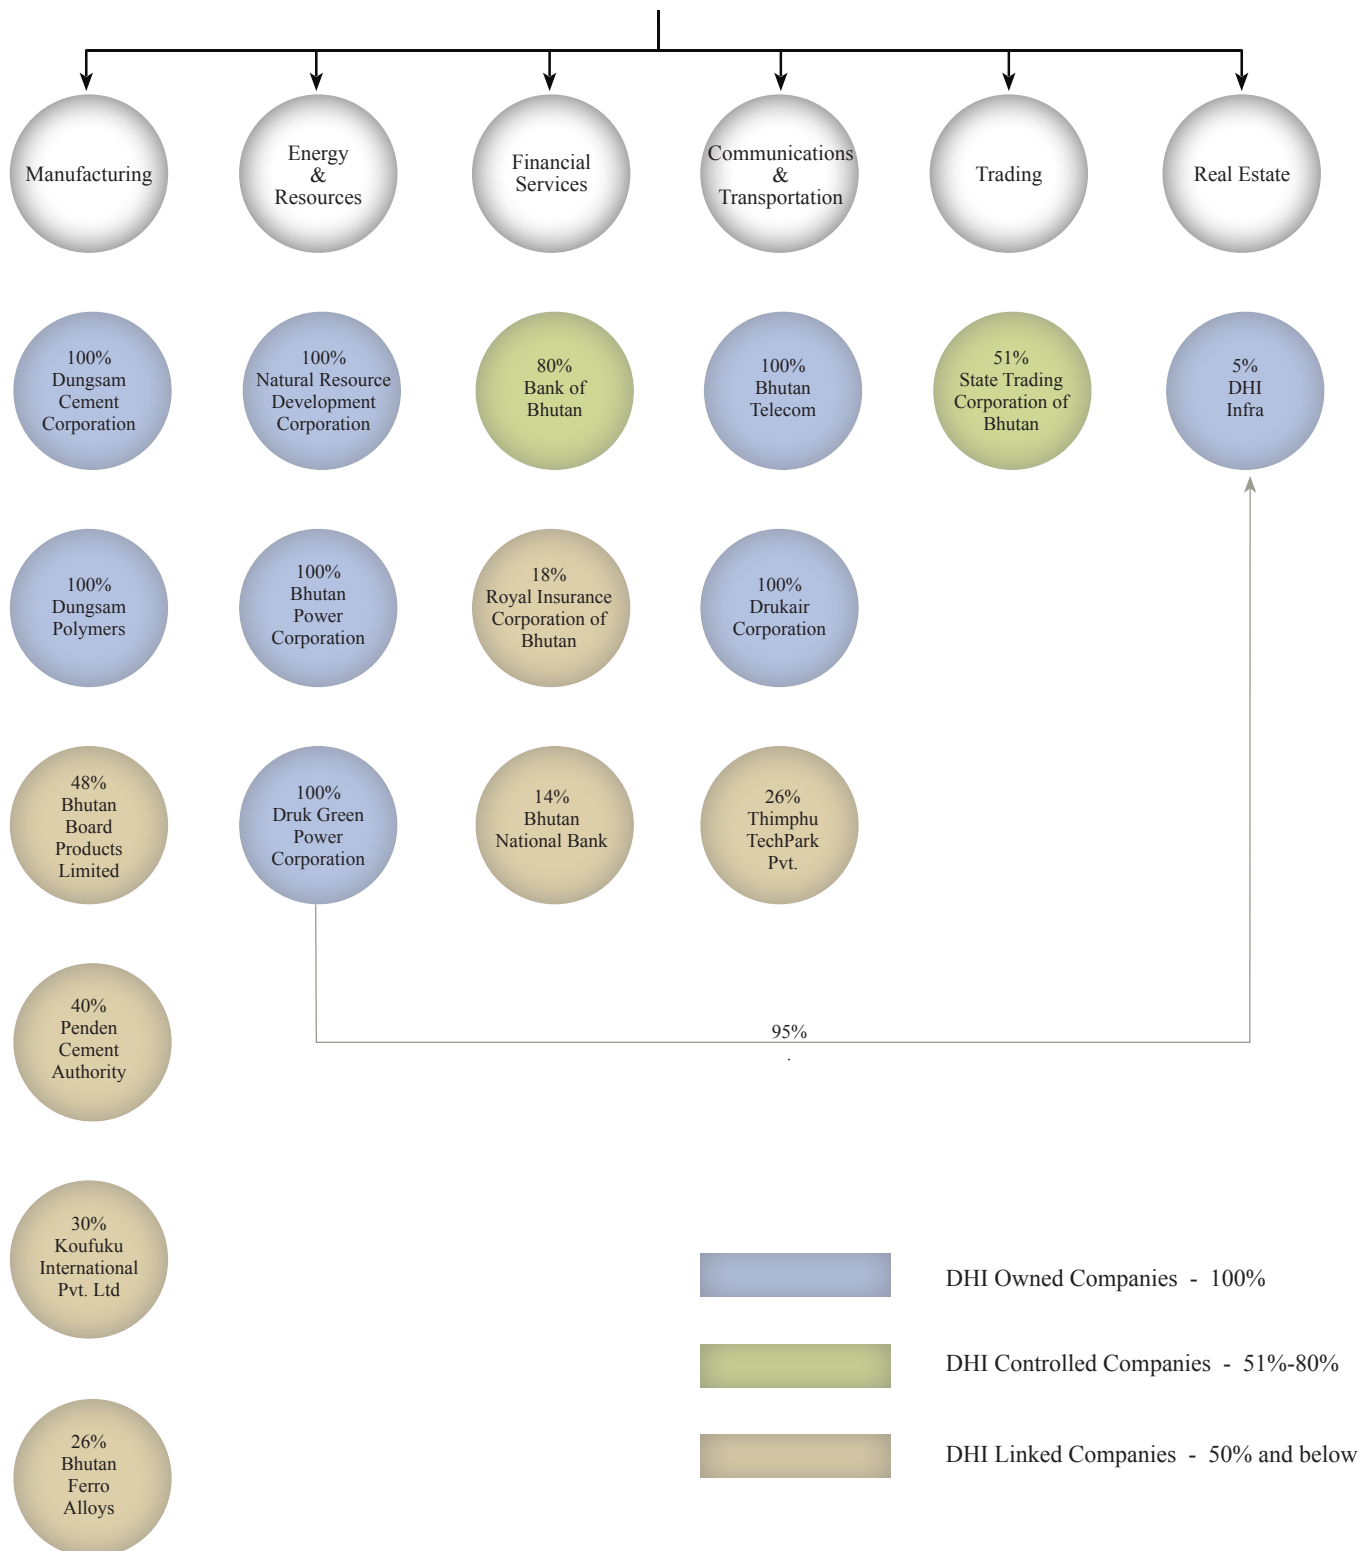 Manufacturing
Energy
&
Resources
Financial
Services
Communications
&
Transportation
Trading
Real Estate
100%
Dungsam
Cement
Corporation
100%
Natural Resource
Development
Corporation
80%
Bank of
Bhutan
100%
Bhutan
Telecom
51%
State Trading
Corporation of
Bhutan
5%
DHI
Infra
100%
Dungsam
Polymers
100%
Bhutan
Power
Corporation
18%
Royal Insurance
Corporation of
Bhutan
100%
Drukair
Corporation
48%
Bhutan
Board
Products
Limited
100%
Druk Green
Power
Corporation
14%
Bhutan
National Bank
26%
Thimphu
TechPark
Pvt.
40%
Penden
Cement
Authority
95%
.
30%
Koufuku
International
Pvt. Ltd
26%
Bhutan
Ferro
Alloys
DHI Owned Companies - 100%
DHI Controlled Companies - 51%-80%
DHI Linked Companies - 50% and below